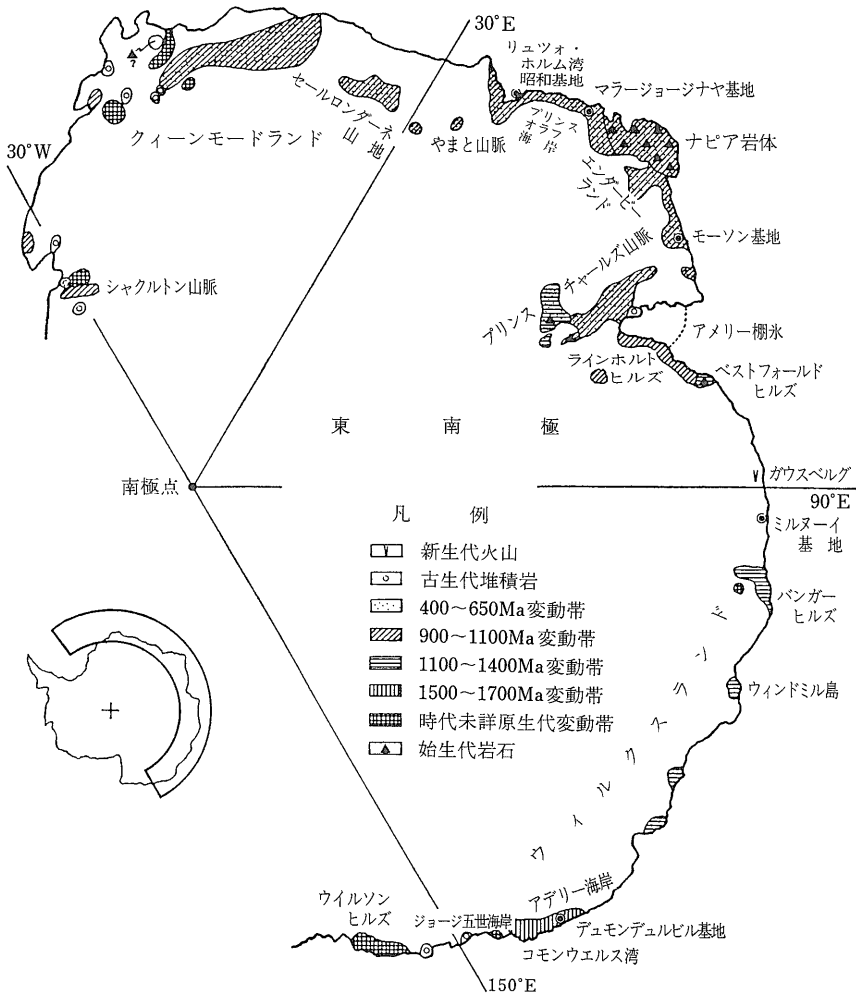 30°E
リュツォ・
ホルム湾
昭和基地
マラージョージナヤ基地
セールロンダーネ
山地
クィーンモードランド
やまと山脈
プリンス
オラフ
海岸
ナピア岩体
エンダービー
ランド
30°W
モーソン基地
シャクルトン山脈
プリンス
チャールズ山脈
アメリー棚氷
ラインホルト
ヒルズ
ベストフォールド
ヒルズ
東南極
南極点
ガウスベルグ
90°E
ミルヌーイ
基地
凡例
新生代火山
古生代堆積岩
400～650Ma変動帯
900～1100Ma変動帯
1100～1400Ma変動帯
1500～1700Ma変動帯
時代未詳原生代変動帯
始生代岩石
バンガー
ヒルズ
ウィンドミル島
ウィルクスランド
アデリー海岸
ウイルソン
ヒルズ
ジョージ五世海岸
デュモンデュルビル基地
コモンウエルス湾
150°E
?